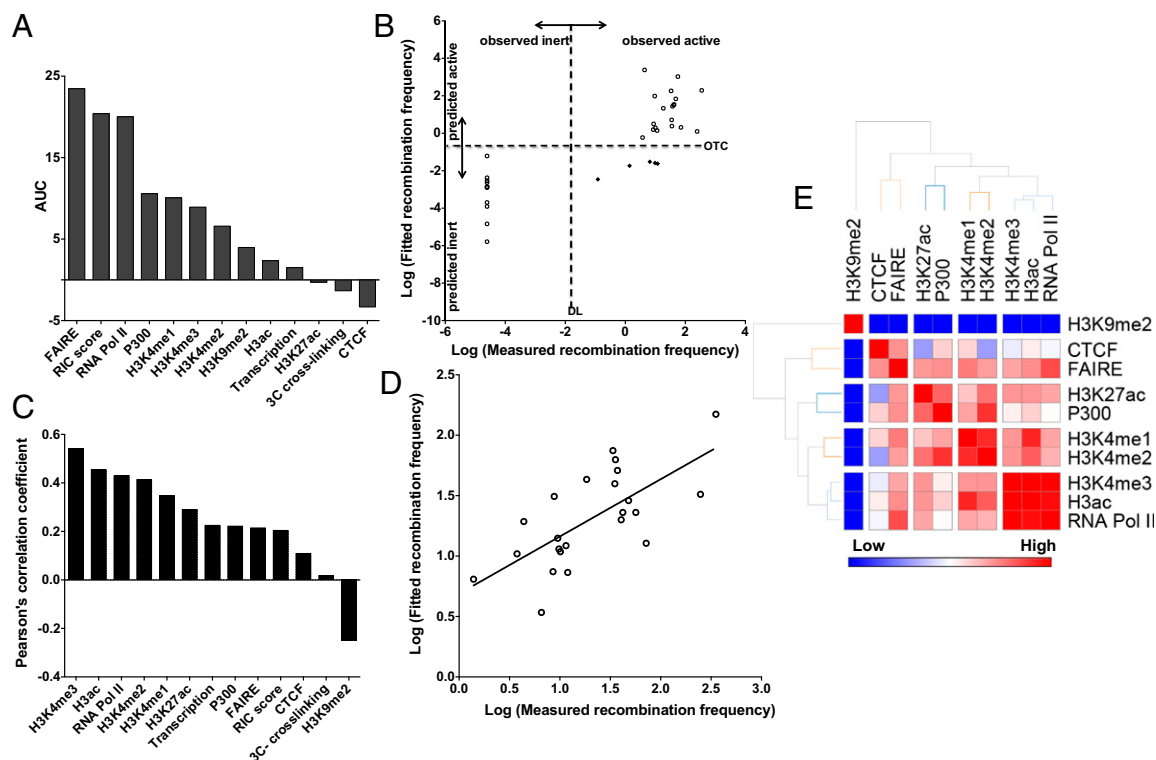 A
AUC
25
15
5
-5
FAIRE
RIC score
RNA Pol II
P300
H3K4me1
H3K4me3
H3K4me2
H3K9me2
H3ac
Transcription
H3K27ac
3C cross-linking
CTCF
B
Log (Fitted recombination frequency)
6
4
2
0
-2
-4
-6
-8
-10
observed inert
observed active
predicted active
predicted inert
OTC
DL
-6
-4
-2
0
2
4
Log (Measured recombination frequency)
C
Pearson's correlation coefficient
0.6
0.4
0.2
0.0
-0.2
-0.4
H3K4me3
H3ac
RNA Pol II
H3K4me2
H3K4me1
H3K27ac
Transcription
P300
FAIRE
RIC score
CTCF
3C- crosslinking
H3K9me2
D
Log (Fitted recombination frequency)
2.5
2.0
1.5
1.0
0.5
0.0
0.0
0.5
1.0
1.5
2.0
2.5
3.0
Log (Measured recombination frequency)
E
H3K9me2
CTCF
FAIRE
H3K27ac
P300
H3K4me1
H3K4me2
H3K4me3
H3ac
RNA Pol II
H3K9me2
CTCF
FAIRE
H3K27ac
P300
H3K4me1
H3K4me2
H3K4me3
H3ac
RNA Pol II
Low
High